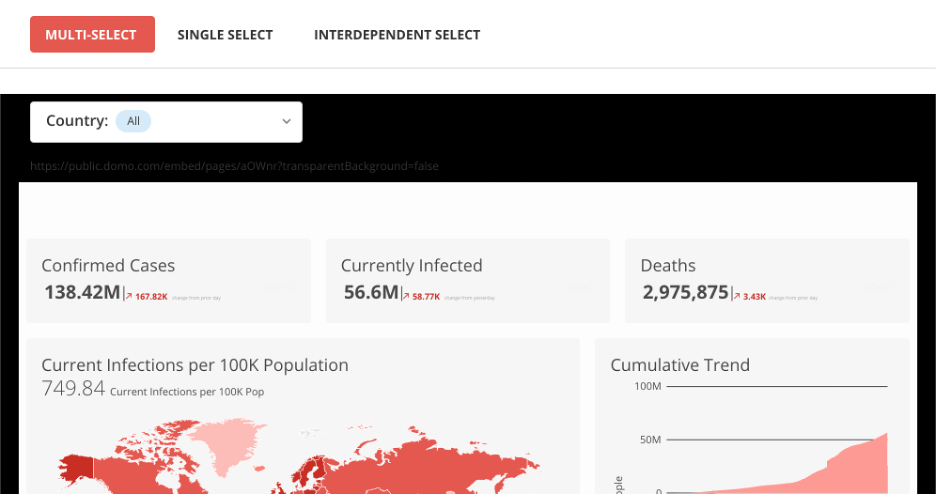 MULTI-SELECT SINGLE SELECT INTERDEPENDENT SELECT
Country: All
https://public.domo.com/embed/pages/aOWnr?transparentBackground=false
Confirmed Cases
138.42M 167.82K change from prior day
Currently Infected
56.6M 58.77K change from yesterday
Deaths
2,975,875 3.43K change from prior day
Current Infections per 100K Population
749.84 Current Infections per 100K Pop
Cumulative Trend
100M
50M
0
ople